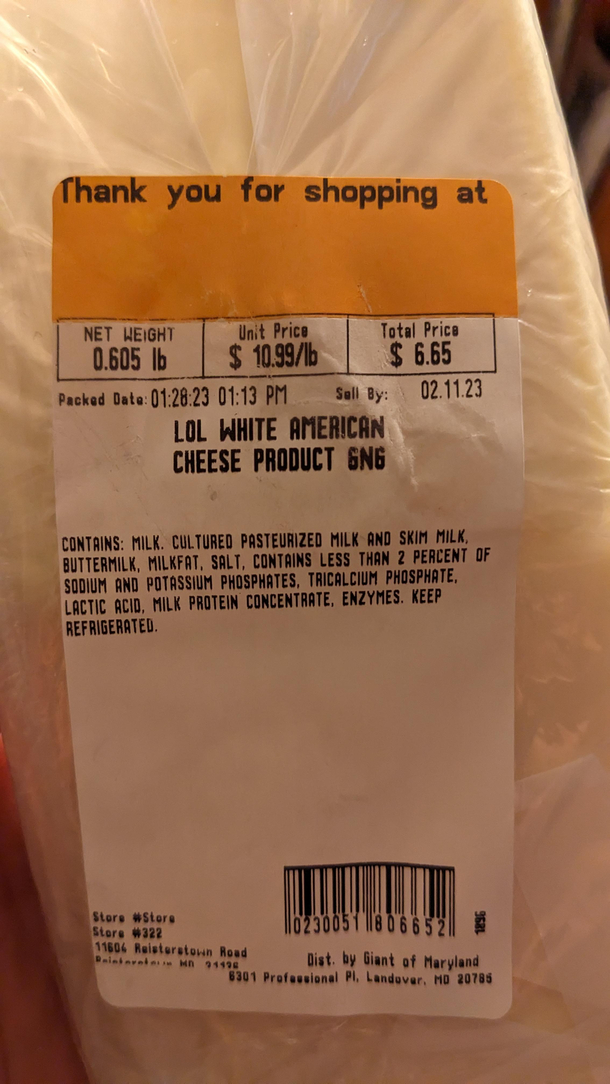 Thank you for shopping at
NET WEIGHT
0.605 lb
Unit Price
$ 10.99/lb
Total Price
$ 6.65
Packed Date: 01:28:23 01:13 PM
Sell By: 02.11.23
LOL WHITE AMERICAN
CHEESE PRODUCT GNG
CONTAINS: MILK. CULTURED PASTEURIZED MILK AND SKIM MILK,
BUTTERMILK, MILKFAT, SALT, CONTAINS LESS THAN 2 PERCENT OF
SODIUM AND POTASSIUM PHOSPHATES, TRICALCIUM PHOSPHATE,
LACTIC ACID, MILK PROTEIN CONCENTRATE, ENZYMES. KEEP
REFRIGERATED.
0230051 806652
Store #Store
Store #322
11604 Reisterstown Road
Dist. by Giant of Maryland
6301 Professional Pl, Landover, MD 20785